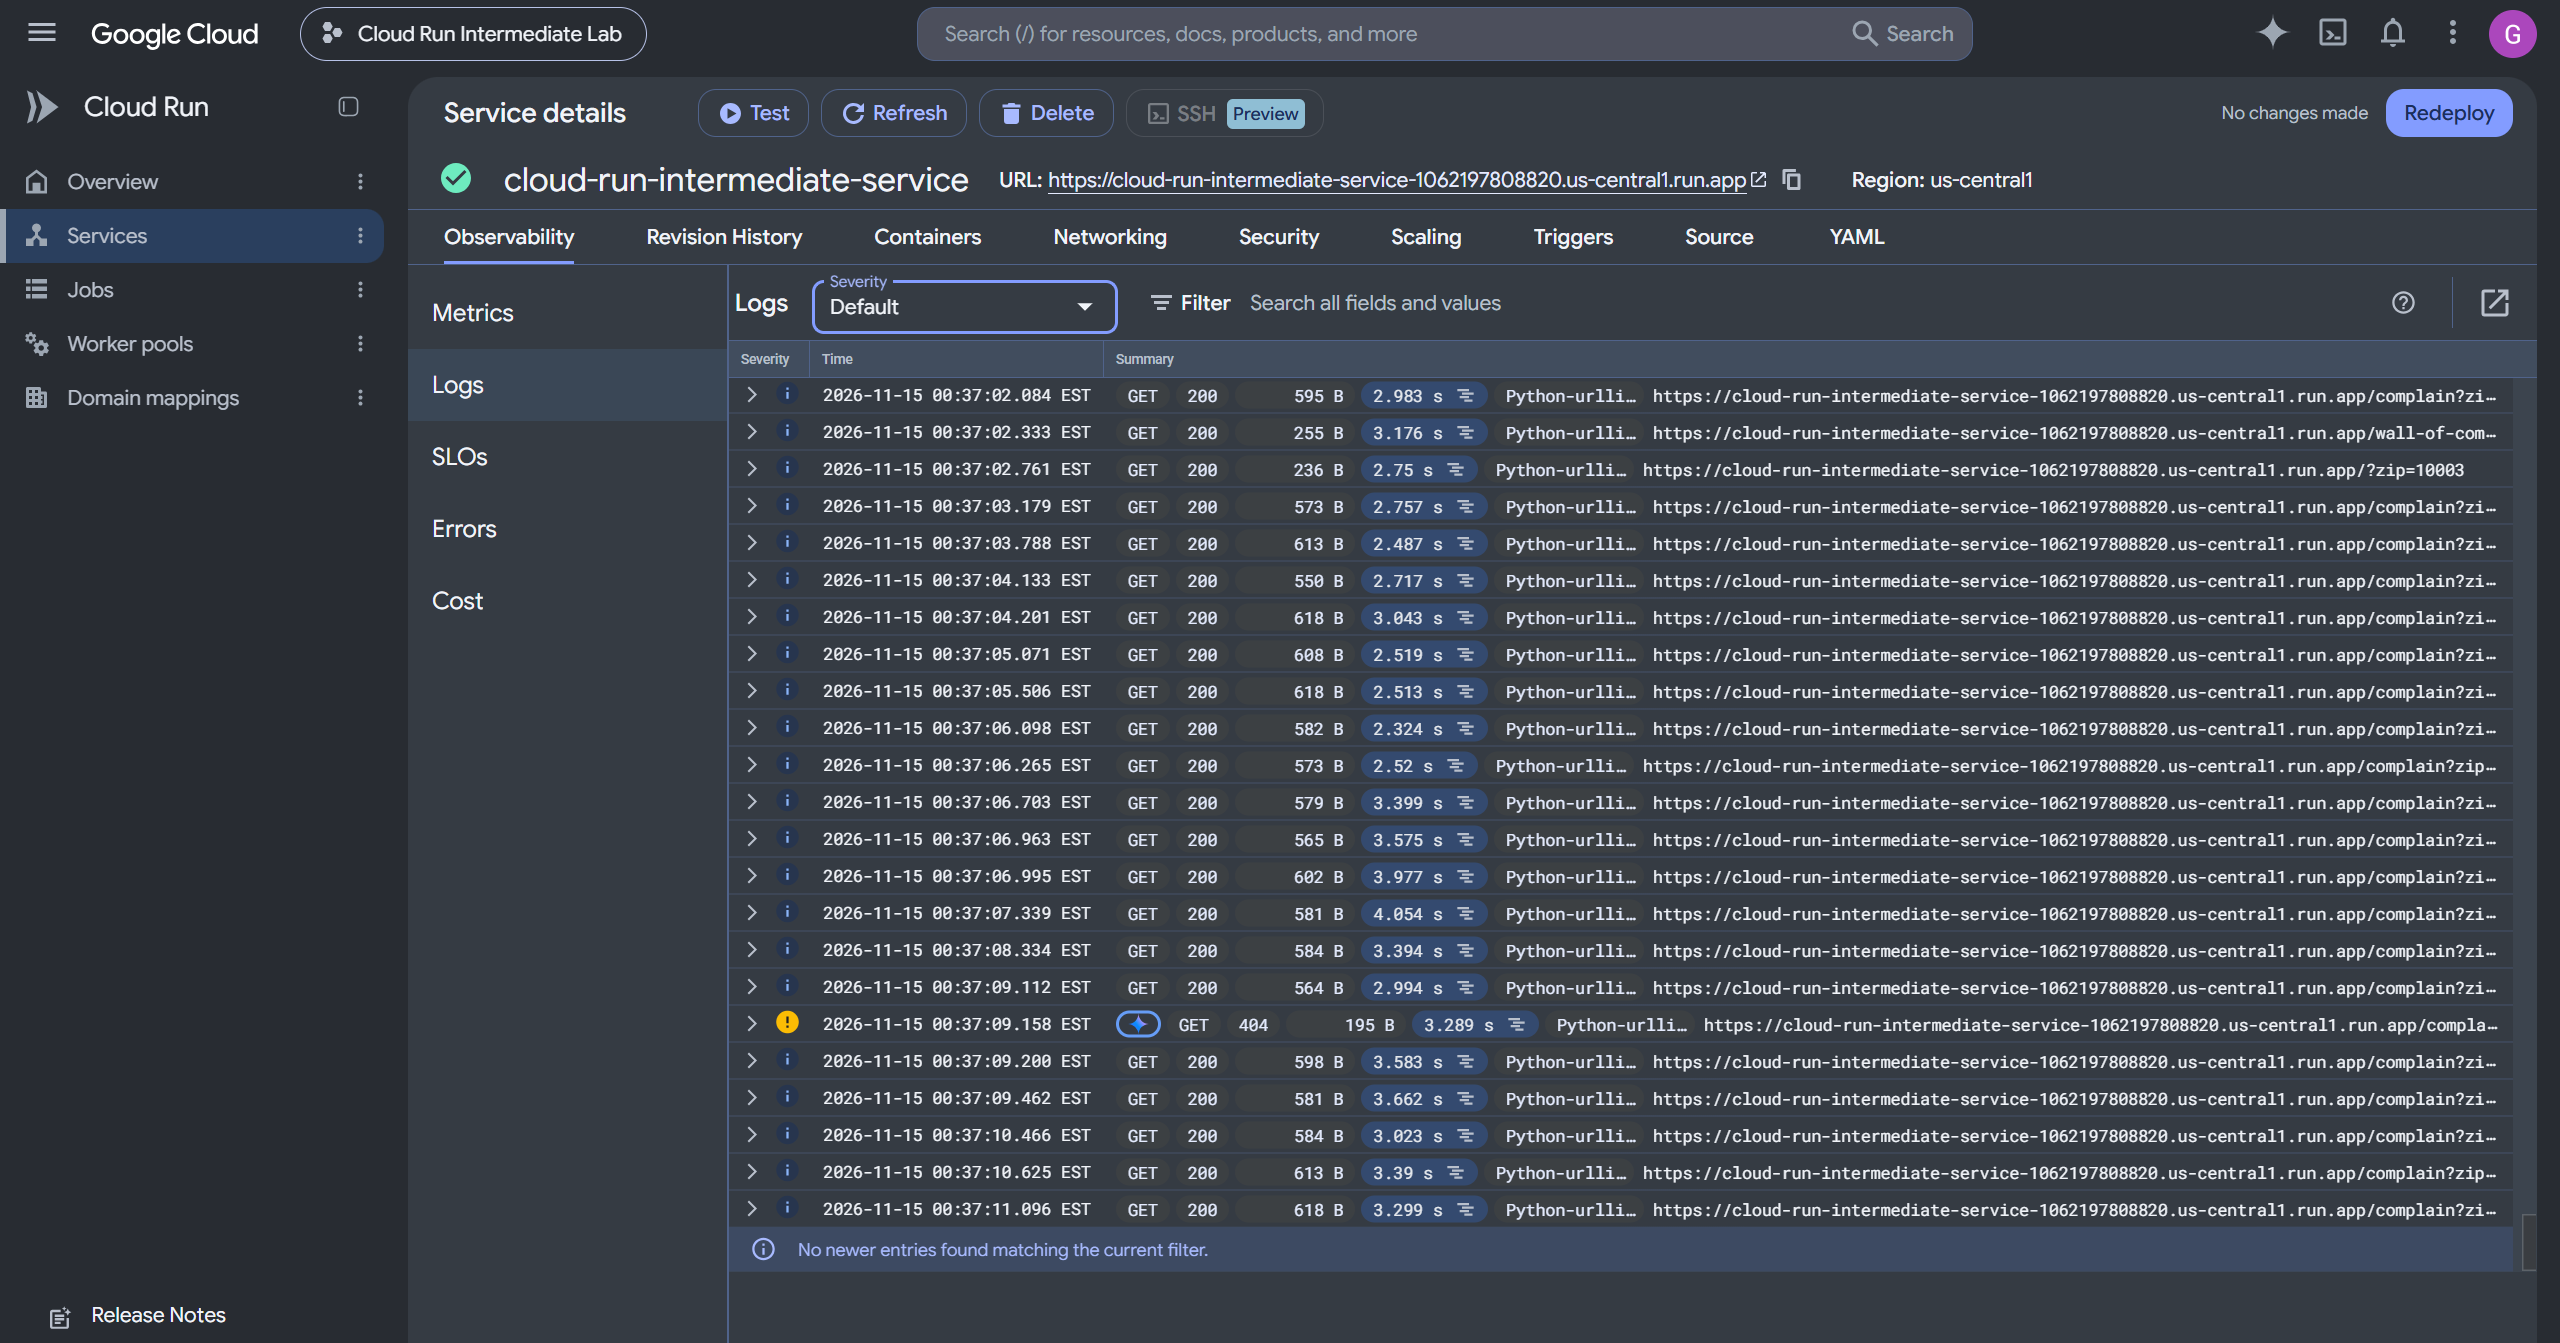 Google Cloud
Cloud Run Intermediate Lab
Search (/) for resources, docs, products, and more
Search
G
Cloud Run
Overview
Services
Jobs
Worker pools
Domain mappings
Release Notes
Service details
Test
Refresh
Delete
SSH Preview
No changes made
Redeploy
cloud-run-intermediate-service
URL: https://cloud-run-intermediate-service-1062197808820.us-central1.run.app
Region: us-central1
Observability Revision History Containers Networking Security Scaling Triggers Source YAML
Metrics
Logs
SLOs
Errors
Cost
Logs
Severity
Default
Filter Search all fields and values
Severity Time Summary
2026-11-15 00:37:02.084 EST GET 200 595 B 2.983 s Python-urlli… https://cloud-run-intermediate-service-1062197808820.us-central1.run.app/complain?zi…
2026-11-15 00:37:02.333 EST GET 200 255 B 3.176 s Python-urlli… https://cloud-run-intermediate-service-1062197808820.us-central1.run.app/wall-of-com…
2026-11-15 00:37:02.761 EST GET 200 236 B 2.75 s Python-urlli… https://cloud-run-intermediate-service-1062197808820.us-central1.run.app/?zip=10003
2026-11-15 00:37:03.179 EST GET 200 573 B 2.757 s Python-urlli… https://cloud-run-intermediate-service-1062197808820.us-central1.run.app/complain?zi…
2026-11-15 00:37:03.788 EST GET 200 613 B 2.487 s Python-urlli… https://cloud-run-intermediate-service-1062197808820.us-central1.run.app/complain?zi…
2026-11-15 00:37:04.133 EST GET 200 550 B 2.717 s Python-urlli… https://cloud-run-intermediate-service-1062197808820.us-central1.run.app/complain?zi…
2026-11-15 00:37:04.201 EST GET 200 618 B 3.043 s Python-urlli… https://cloud-run-intermediate-service-1062197808820.us-central1.run.app/complain?zi…
2026-11-15 00:37:05.071 EST GET 200 608 B 2.519 s Python-urlli… https://cloud-run-intermediate-service-1062197808820.us-central1.run.app/complain?zi…
2026-11-15 00:37:05.506 EST GET 200 618 B 2.513 s Python-urlli… https://cloud-run-intermediate-service-1062197808820.us-central1.run.app/complain?zi…
2026-11-15 00:37:06.098 EST GET 200 582 B 2.324 s Python-urlli… https://cloud-run-intermediate-service-1062197808820.us-central1.run.app/complain?zi…
2026-11-15 00:37:06.265 EST GET 200 573 B 2.52 s Python-urlli… https://cloud-run-intermediate-service-1062197808820.us-central1.run.app/complain?zip…
2026-11-15 00:37:06.703 EST GET 200 579 B 3.399 s Python-urlli… https://cloud-run-intermediate-service-1062197808820.us-central1.run.app/complain?zi…
2026-11-15 00:37:06.963 EST GET 200 565 B 3.575 s Python-urlli… https://cloud-run-intermediate-service-1062197808820.us-central1.run.app/complain?zi…
2026-11-15 00:37:06.995 EST GET 200 602 B 3.977 s Python-urlli… https://cloud-run-intermediate-service-1062197808820.us-central1.run.app/complain?zi…
2026-11-15 00:37:07.339 EST GET 200 581 B 4.054 s Python-urlli… https://cloud-run-intermediate-service-1062197808820.us-central1.run.app/complain?zi…
2026-11-15 00:37:08.334 EST GET 200 584 B 3.394 s Python-urlli… https://cloud-run-intermediate-service-1062197808820.us-central1.run.app/complain?zi…
2026-11-15 00:37:09.112 EST GET 200 564 B 2.994 s Python-urlli… https://cloud-run-intermediate-service-1062197808820.us-central1.run.app/complain?zi…
2026-11-15 00:37:09.158 EST GET 404 195 B 3.289 s Python-urlli… https://cloud-run-intermediate-service-1062197808820.us-central1.run.app/compla…
2026-11-15 00:37:09.200 EST GET 200 598 B 3.583 s Python-urlli… https://cloud-run-intermediate-service-1062197808820.us-central1.run.app/complain?zi…
2026-11-15 00:37:09.462 EST GET 200 581 B 3.662 s Python-urlli… https://cloud-run-intermediate-service-1062197808820.us-central1.run.app/complain?zi…
2026-11-15 00:37:10.466 EST GET 200 584 B 3.023 s Python-urlli… https://cloud-run-intermediate-service-1062197808820.us-central1.run.app/complain?zi…
2026-11-15 00:37:10.625 EST GET 200 613 B 3.39 s Python-urlli… https://cloud-run-intermediate-service-1062197808820.us-central1.run.app/complain?zip…
2026-11-15 00:37:11.096 EST GET 200 618 B 3.299 s Python-urlli… https://cloud-run-intermediate-service-1062197808820.us-central1.run.app/complain?zi…
No newer entries found matching the current filter.